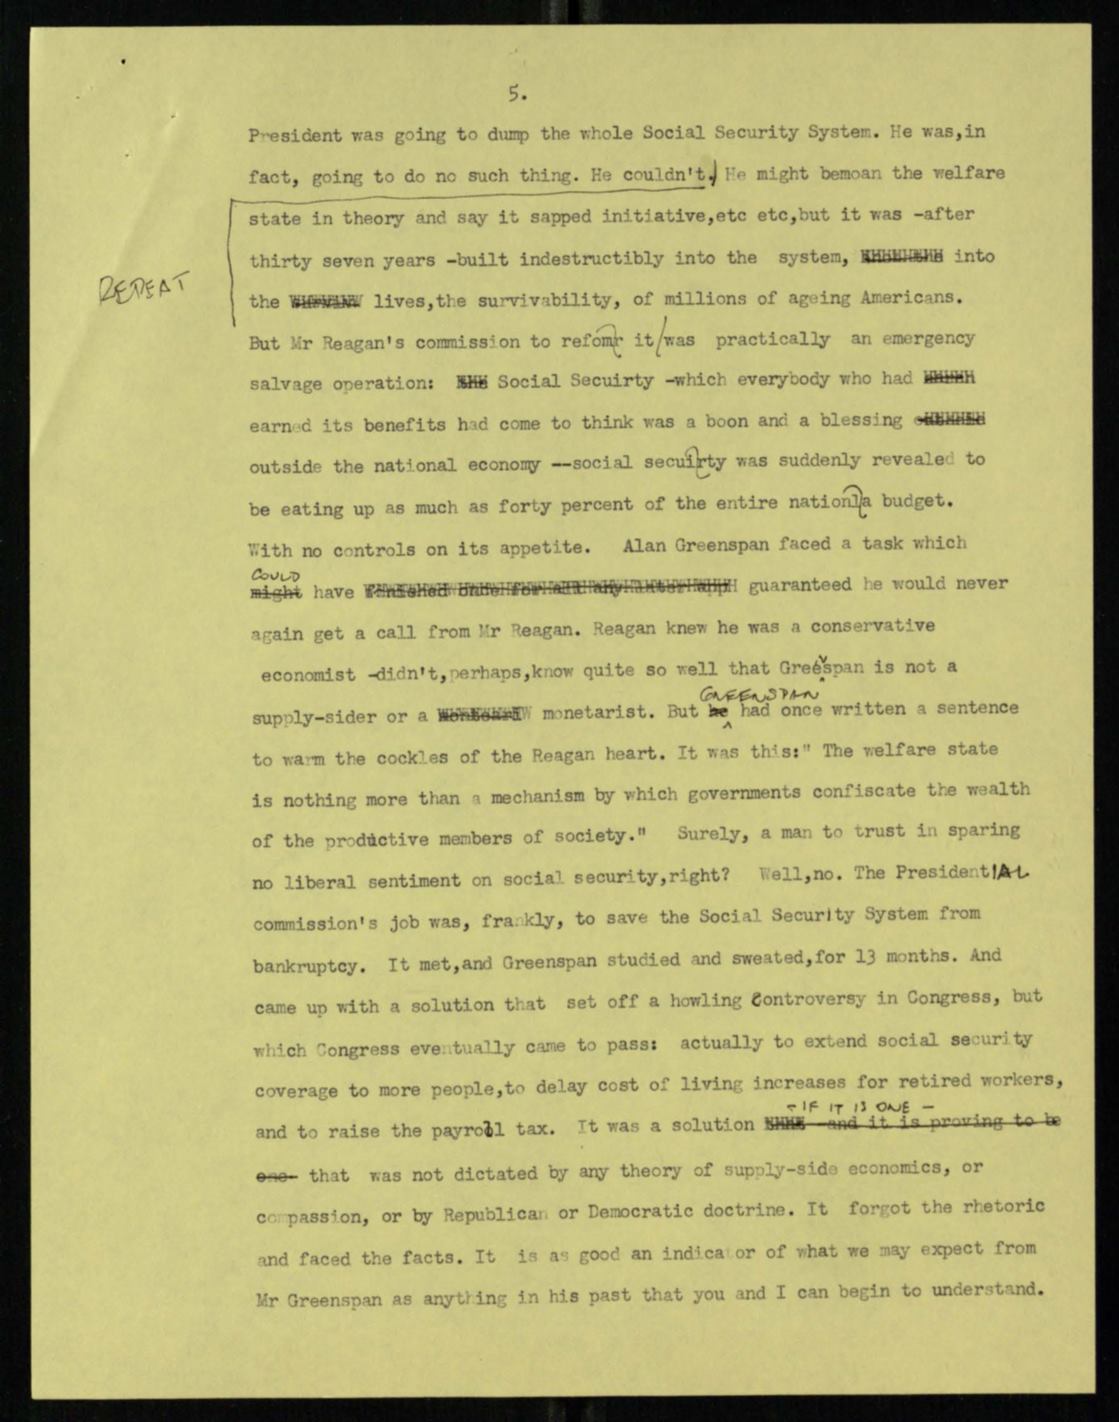 5.
President was going to dump the whole Social Security System. He was,in
fact, going to do no such thing. He couldn't. He might bemoan the welfare
state in theory and say it sapped initiative,etc etc,but it was -after
thirty seven years -built indestructibly into the system, into
REPEAT
the lives,the survivability, of millions of ageing Americans.
But Mr Reagan's commission to refomr it/was practically an emergency
salvage operation: Social Secuirty -which everybody who had
earned its benefits had come to think was a boon and a blessing
outside the national economy --social secuirty was suddenly revealed to
be eating up as much as forty percent of the entire nationla budget.
With no controls on its appetite. Alan Greenspan faced a task which
COULD
might have guaranteed he would never
again get a call from Mr Reagan. Reagan knew he was a conservative
economist -didn't,perhaps,know quite so well that Greespan is not a
GREENSPAN
supply-sider or a monetarist. But he had once written a sentence
to warm the cockles of the Reagan heart. It was this:" The welfare state
is nothing more than a mechanism by which governments confiscate the wealth
of the productive members of society." Surely, a man to trust in sparing
no liberal sentiment on social security,right? Well,no. The PresidentIAL
commission's job was, frankly, to save the Social Security System from
bankruptcy. It met,and Greenspan studied and sweated,for 13 months. And
came up with a solution that set off a howling controversy in Congress, but
which Congress eventually came to pass: actually to extend social security
coverage to more people,to delay cost of living increases for retired workers,
- IF IT IS ONE -
and to raise the payroll tax. It was a solution and it is proving to be
one- that was not dictated by any theory of supply-side economics, or
compassion, or by Republican or Democratic doctrine. It forgot the rhetoric
and faced the facts. It is as good an indicator of what we may expect from
Mr Greenspan as anything in his past that you and I can begin to understand.